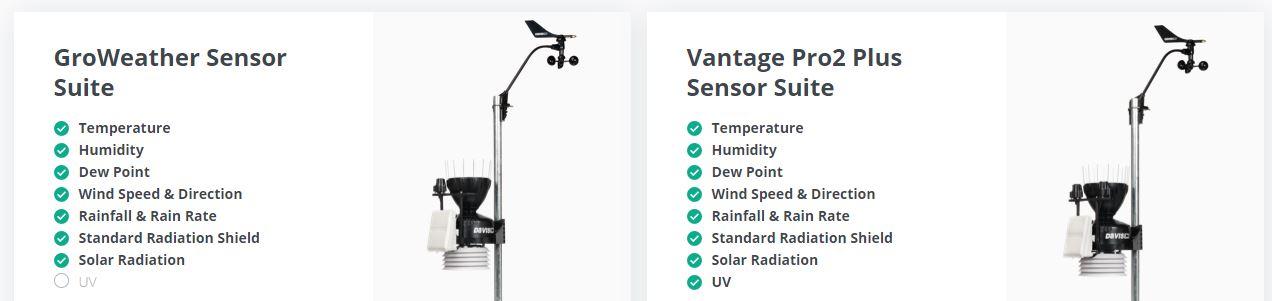 GroWeather Sensor
Suite
Temperature
Humidity
Dew Point
Wind Speed & Direction
Rainfall & Rain Rate
Standard Radiation Shield
Solar Radiation
UV
DAVIS
Vantage Pro2 Plus
Sensor Suite
Temperature
Humidity
Dew Point
Wind Speed & Direction
Rainfall & Rain Rate
Standard Radiation Shield
Solar Radiation
UV
DAVIS